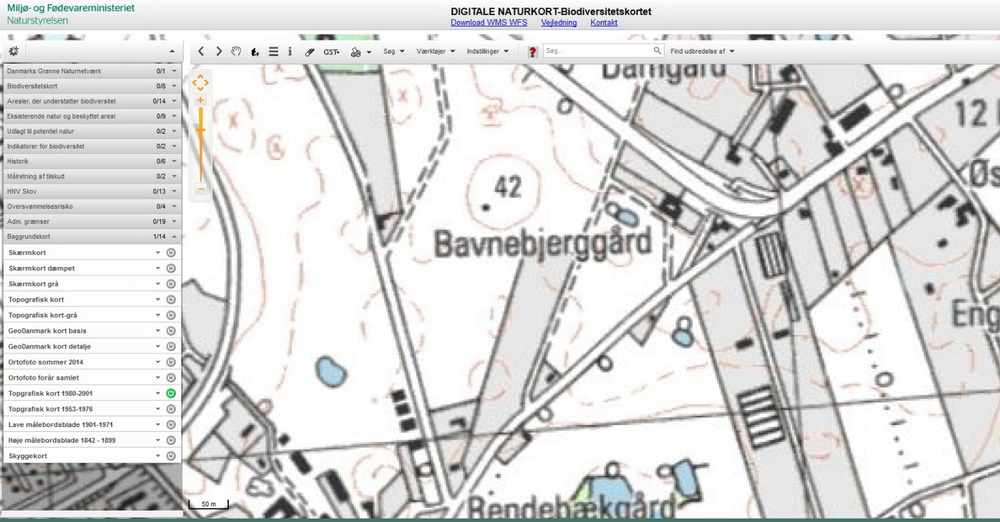 Miljø- og Fødevareministeriet
Naturstyrelsen
DIGITALE NATURKORT-Biodiversitetskortet
Download WMS WFS Vejledning Kontakt
GST
Søg
Værktøjer
Indstillinger
?
Søg...
Find udbredelse af
Danmarks Grønne Naturnetværk 0/1
Biodiversitetskort 0/8
Arealer, der understøtter biodiversitet 0/14
Eksisterende natur og beskyttet areal 0/9
Udlagt til potentiel natur 0/2
Indikatorer for biodiversitet 0/2
Historik 0/6
Målretning af tilskud 0/2
HNV Skov 0/13
Oversvømmelsesrisiko 0/4
Adm. grænser 0/19
Baggrundskort 1/14
Skærmkort
Skærmkort dæmpet
Skærmkort grå
Topografisk kort
Topografisk kort-grå
GeoDanmark kort basis
GeoDanmark kort detalje
Ortofoto sommer 2014
Ortofoto forår samlet
Topgrafisk kort 1980-2001
Topgrafisk kort 1953-1976
Lave målebordsblade 1901-1971
Høje målebordsblade 1842 - 1899
Skyggekort
Damgård
12
42
Øs
Bavnebjerggård
Eng
Rendebækgård
50 m